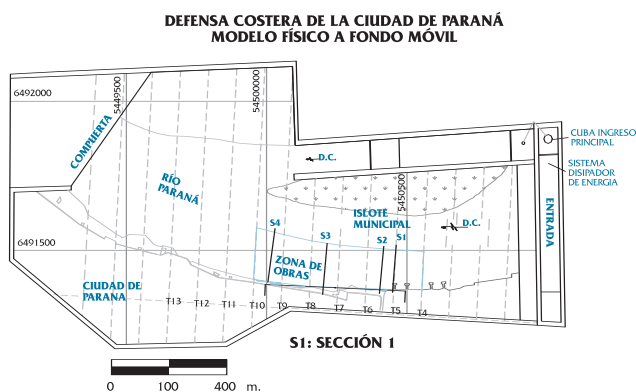 DEFENSA COSTERA DE LA CIUDAD DE PARANÁ
MODELO FÍSICO A FONDO MÓVIL
6492000
5449500
5450000
COMPUERTA
CUBA INGRESO
PRINCIPAL
D.C.
SISTEMA
DISIPADOR
DE ENERGIA
RÍO
PARANÁ
5450500
ENTRADA
ISLOTE
MUNICIPAL
D.C.
S4
S3
S2
S1
6491500
ZONA DE
OBRAS
CIUDAD DE
PARANA
T13
T12
T11
T10
T9
T8
T7
T6
T5
T4
S1: SECCIÓN 1
0
100
200
400
m.